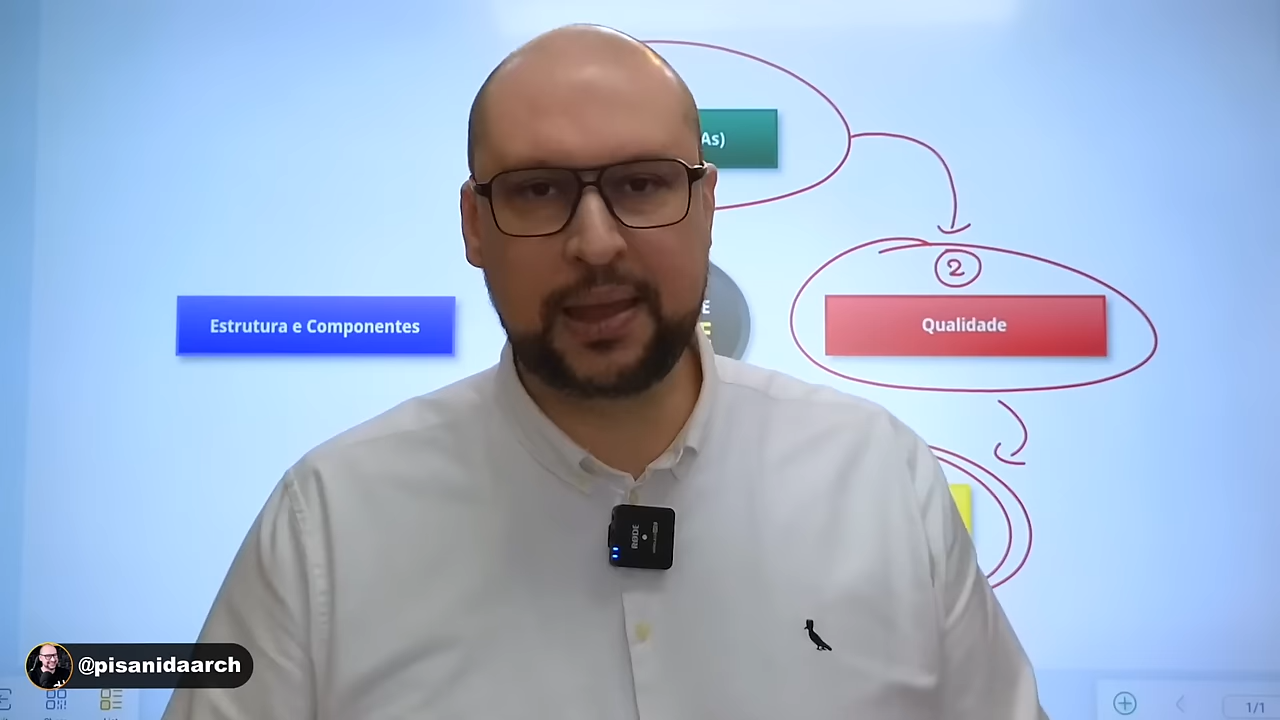 As)
2
Qualidade
E
Estrutura e Componentes
RØDE
@pisanidaarch
1/1